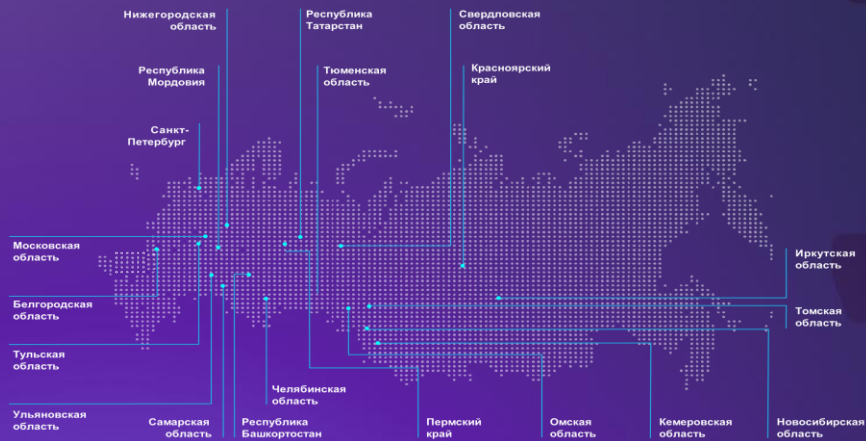 Нижегородская
область
Республика
Татарстан
Свердловская
область
Республика
Мордовия
Тюменская
область
Красноярский
край
Санкт-
Петербург
Московская
область
Иркутская
область
Белгородская
область
Томская
область
Тульская
область
Челябинская
область
Ульяновская
область
Самарская
область
Республика
Башкортостан
Пермский
край
Омская
область
Кемеровская
область
Новосибирская
область